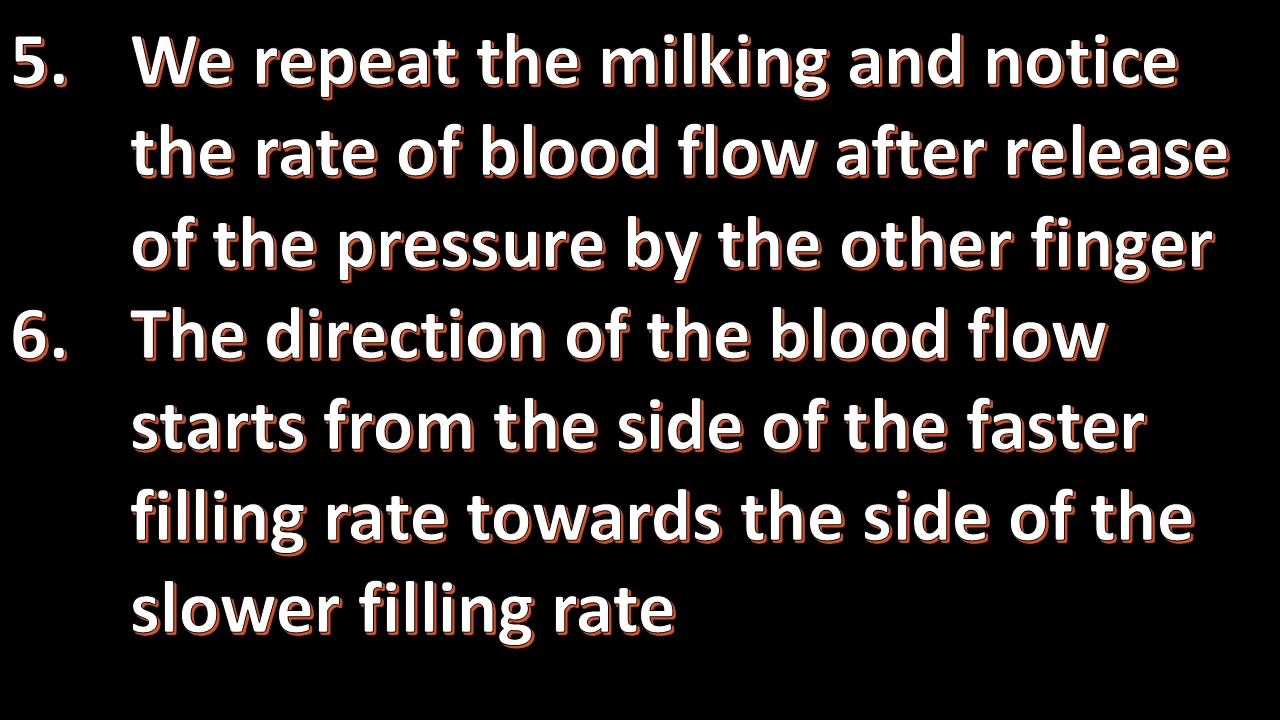 5. We repeat the milking and notice
the rate of blood flow after release
of the pressure by the other finger
6. The direction of the blood flow
starts from the side of the faster
filling rate towards the side of the
slower filling rate